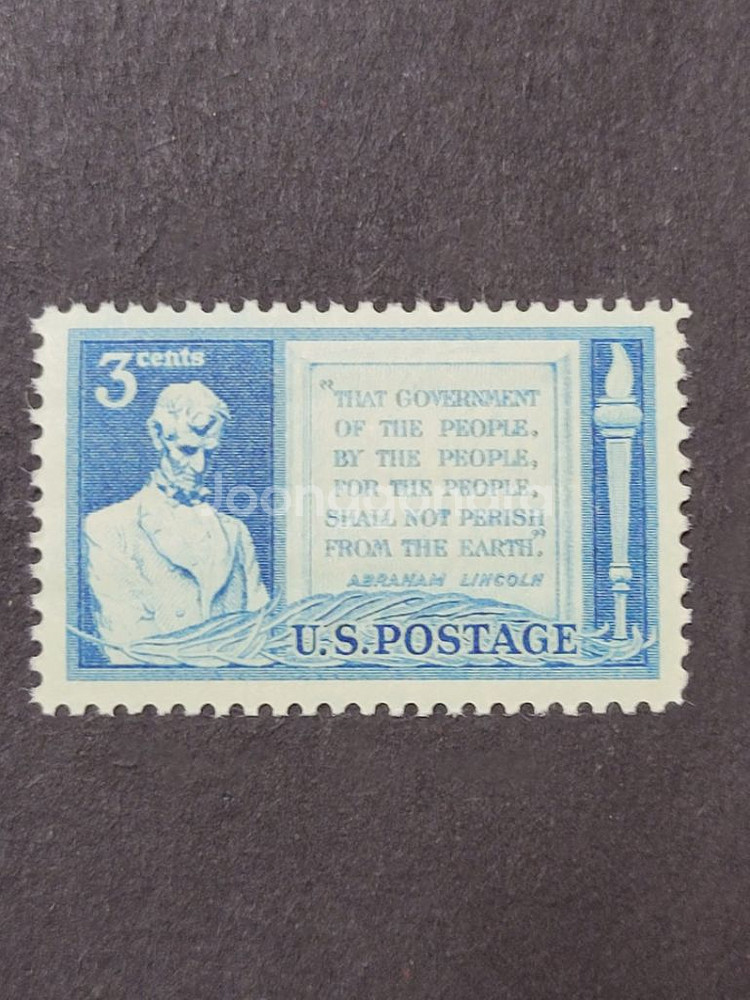 3 cents
"THAT GOVERNMENT
OF THE PEOPLE,
BY THE PEOPLE,
FOR THE PEOPLE,
SHALL NOT PERISH
FROM THE EARTH."
ABRAHAM LINCOLN
U.S.POSTAGE